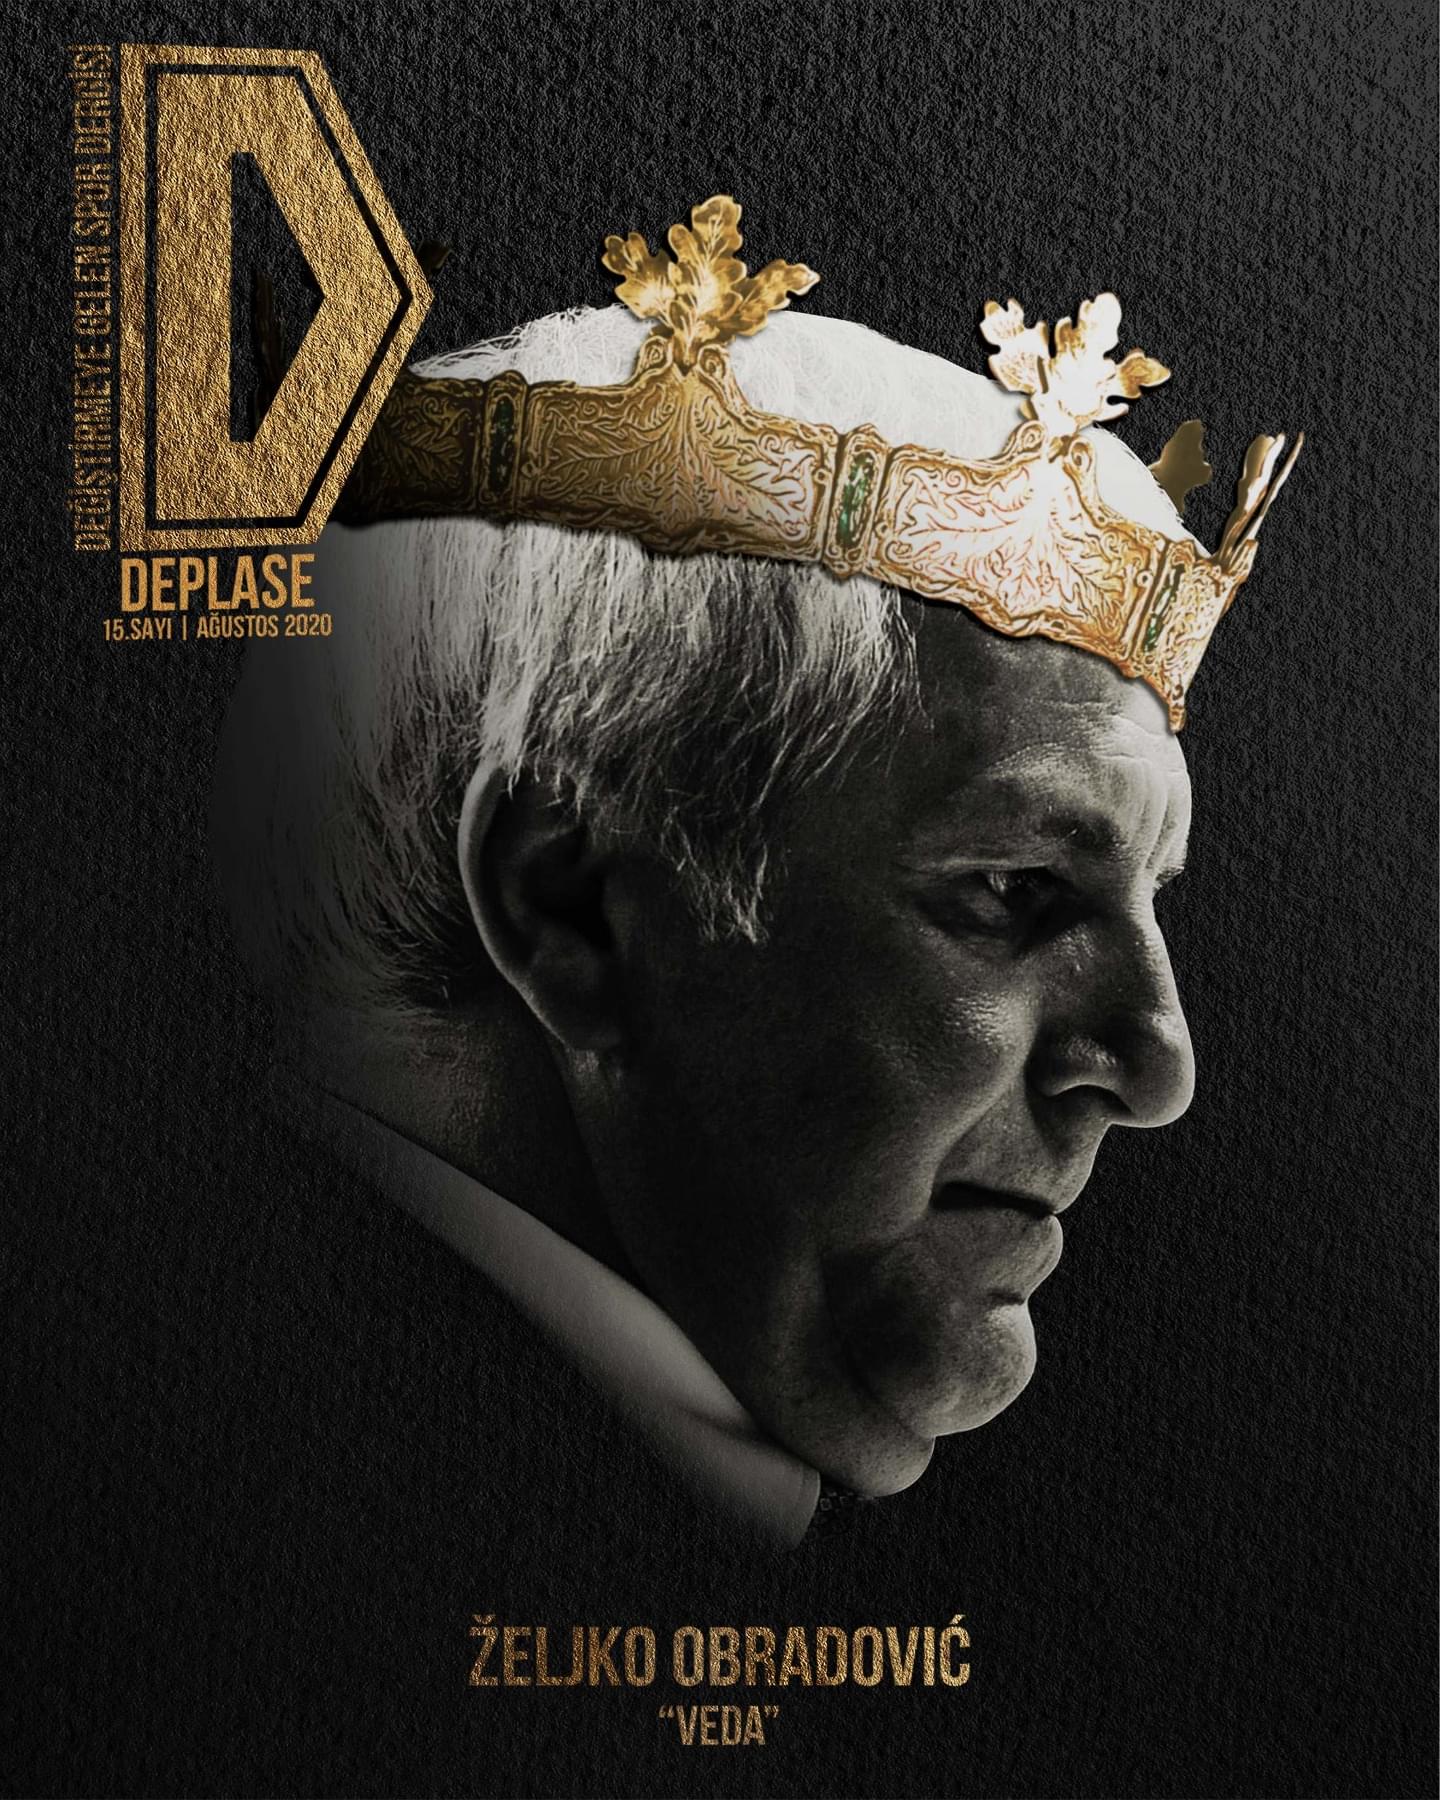 DEĞİŞTİRMEYE GELEN SPOR DERGİSİ
D
DEPLASE
15.SAYI | AĞUSTOS 2020
ŽELJKO OBRADOVIĆ
“VEDA”